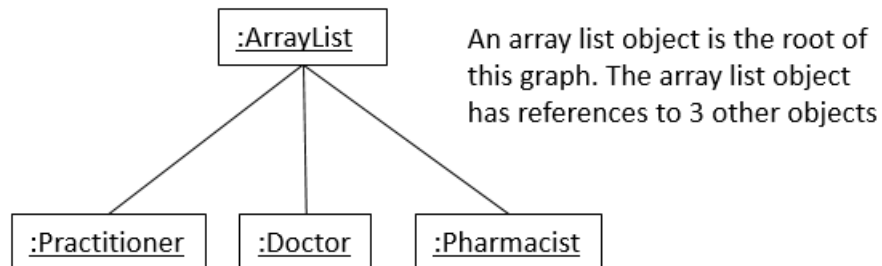 :ArrayList
An array list object is the root of
this graph. The array list object
has references to 3 other objects
:Practitioner
:Doctor
:Pharmacist